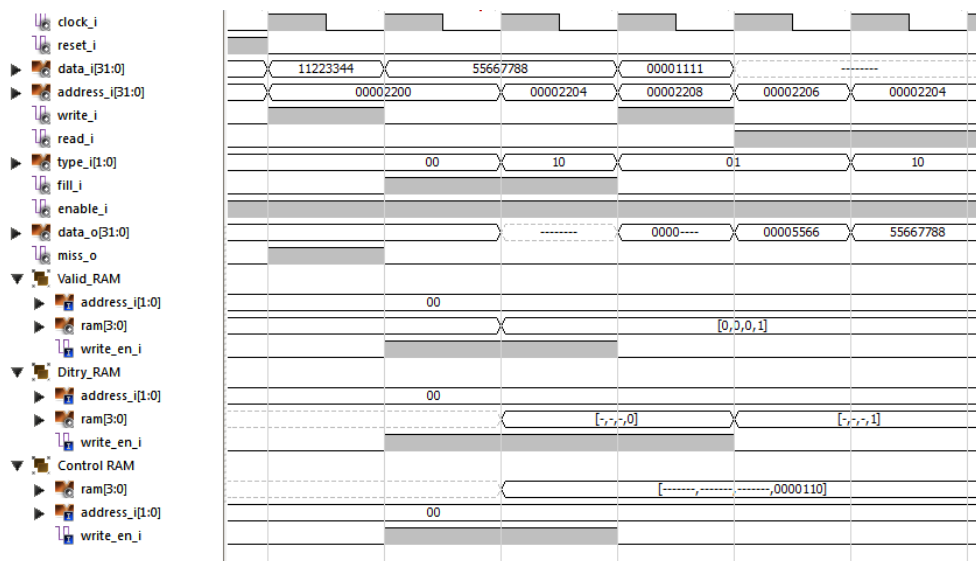 clock_i
reset_i
data_i[31:0] 11223344 55667788 00001111 --------
address_i[31:0] 00002200 00002204 00002208 00002206 00002204
write_i
read_i
type_i[1:0] 00 10 01 10
fill_i
enable_i
data_o[31:0] -------- 0000---- 00005566 55667788
miss_o
Valid_RAM
address_i[1:0] 00
ram[3:0] [0,0,0,1]
write_en_i
Ditry_RAM
address_i[1:0] 00
ram[3:0] [-,-,-,0] [-,-,-,1]
write_en_i
Control RAM
ram[3:0] [-------,-------,-------,0000110]
address_i[1:0] 00
write_en_i